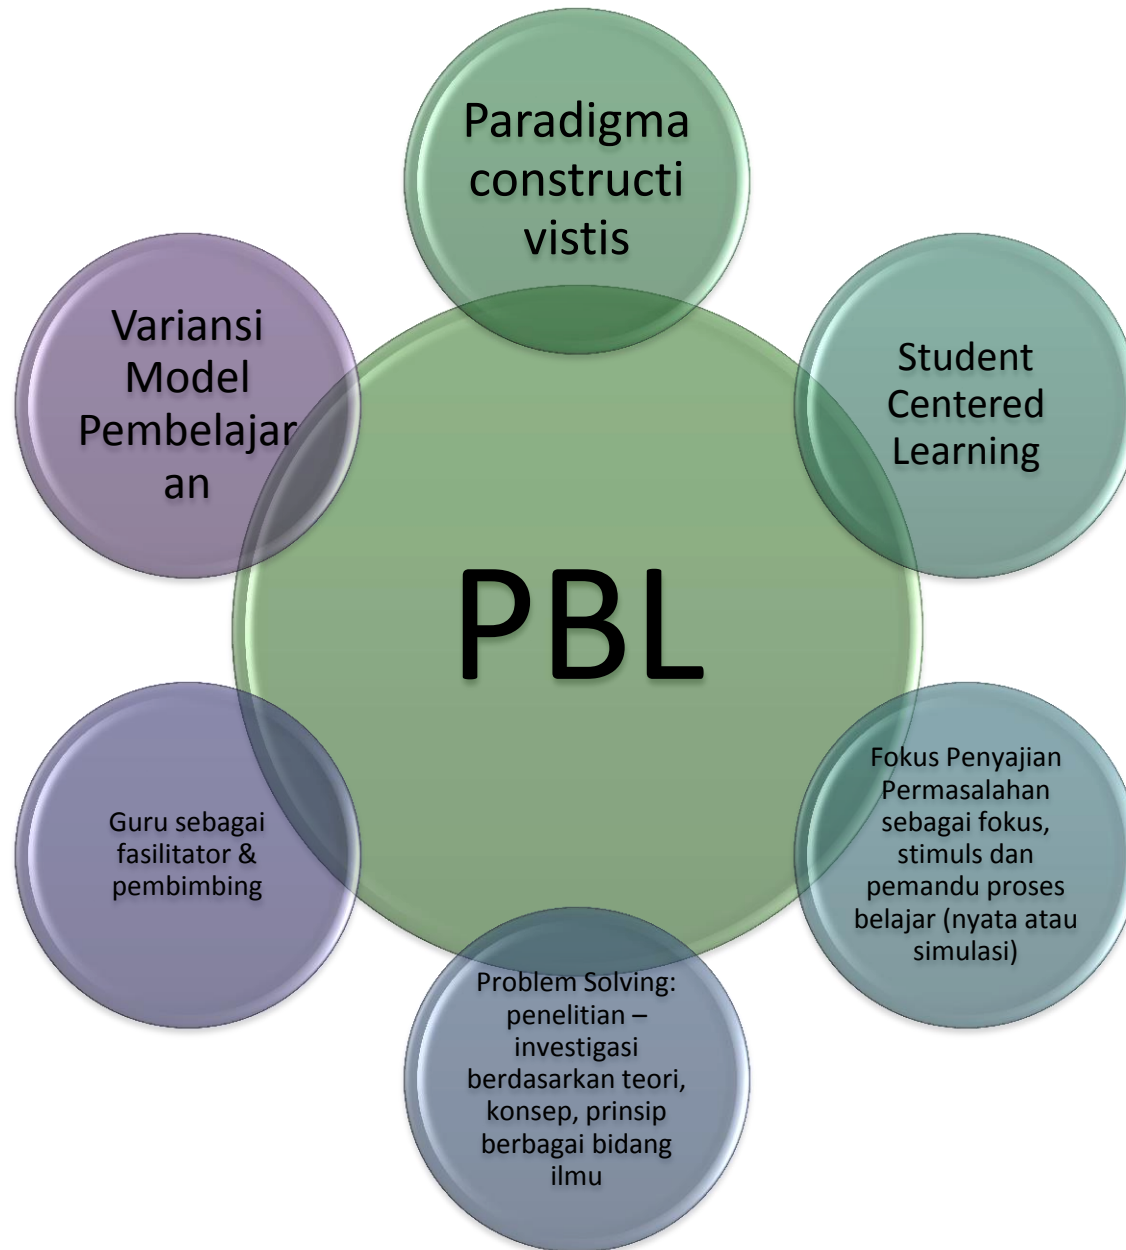 Paradigma
constructi
vistis
Student
Centered
Learning
Fokus Penyajian
Permasalahan
sebagai fokus,
stimuls dan
pemandu proses
belajar (nyata atau
simulasi)
Problem Solving:
penelitian –
investigasi
berdasarkan teori,
konsep, prinsip
berbagai bidang
ilmu
Guru sebagai
fasilitator &
pembimbing
Variansi
Model
Pembelajar
an
PBL